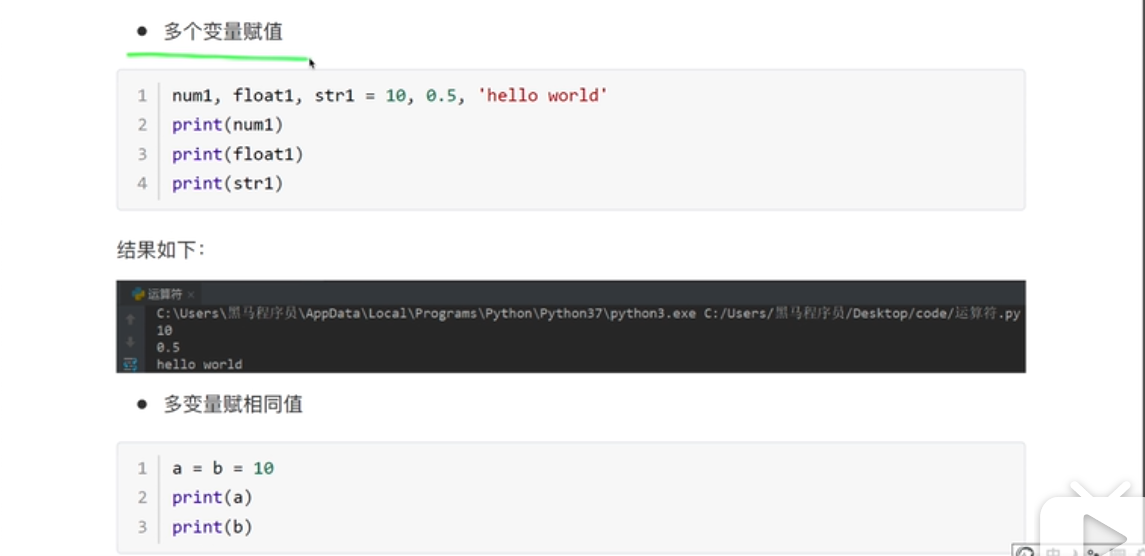 多个变量赋值
1 num1, float1, str1 = 10, 0.5, 'hello world'
2 print(num1)
3 print(float1)
4 print(str1)
结果如下：
运算符 ×
C:\Users\黑马程序员\AppData\Local\Programs\Python\Python37\python3.exe C:/Users/黑马程序员/Desktop/code/运算符.py
10
0.5
hello world
多变量赋相同值
1 a = b = 10
2 print(a)
3 print(b)